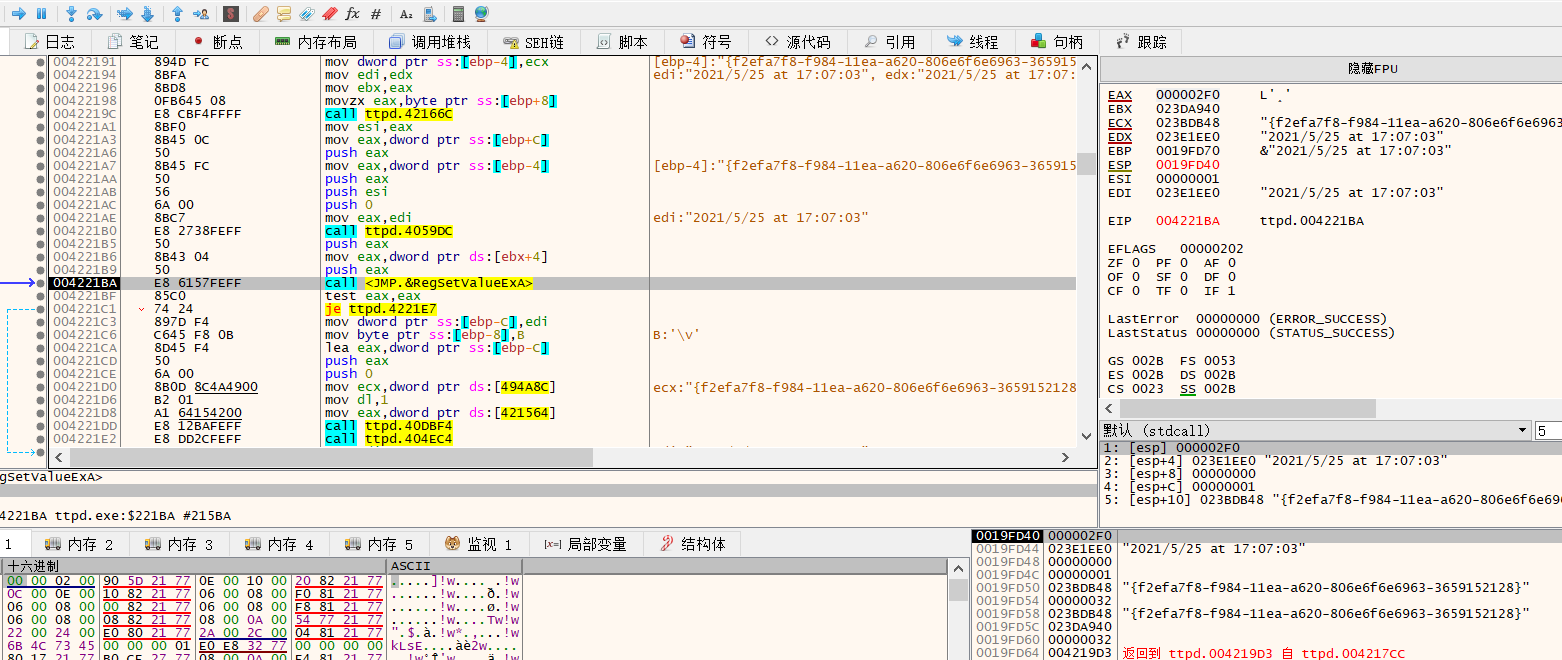 fx # A₂
日志 笔记 断点 内存布局 调用堆栈 SEH链 脚本 符号 源代码 引用 线程 句柄 跟踪
00422191 894D FC mov dword ptr ss:[ebp-4],ecx [ebp-4]:"{f2efa7f8-f984-11ea-a620-806e6f6e6963-365915
00422194 8BFA mov edi,edx edi:"2021/5/25 at 17:07:03", edx:"2021/5/25 at 17:07:
00422196 8BD8 mov ebx,eax
00422198 0FB645 08 movzx eax,byte ptr ss:[ebp+8]
0042219C E8 CBF4FFFF call ttpd.42166C
004221A1 8BF0 mov esi,eax
004221A3 8B45 0C mov eax,dword ptr ss:[ebp+C]
004221A6 50 push eax
004221A7 8B45 FC mov eax,dword ptr ss:[ebp-4] [ebp-4]:"{f2efa7f8-f984-11ea-a620-806e6f6e6963-365915
004221AA 50 push eax
004221AB 56 push esi
004221AC 6A 00 push 0
004221AE 8BC7 mov eax,edi edi:"2021/5/25 at 17:07:03"
004221B0 E8 2738FEFF call ttpd.4059DC
004221B5 50 push eax
004221B6 8B43 04 mov eax,dword ptr ds:[ebx+4]
004221B9 50 push eax
004221BA E8 6157FEFF call <JMP.&RegSetValueExA>
004221BF 85C0 test eax,eax
004221C1 74 24 je ttpd.4221E7
004221C3 897D F4 mov dword ptr ss:[ebp-C],edi
004221C6 C645 F8 0B mov byte ptr ss:[ebp-8],B B:'\v'
004221CA 8D45 F4 lea eax,dword ptr ss:[ebp-C]
004221CD 50 push eax
004221CE 6A 00 push 0
004221D0 8B0D 8C4A4900 mov ecx,dword ptr ds:[494A8C] ecx:"{f2efa7f8-f984-11ea-a620-806e6f6e6963-3659152128
004221D6 B2 01 mov dl,1
004221D8 A1 64154200 mov eax,dword ptr ds:[421564]
004221DD E8 12BAFEFF call ttpd.40DBF4
004221E2 E8 DD2CFEFF call ttpd.404EC4
gSetValueExA>
4221BA ttpd.exe:$221BA #215BA
隐藏FPU
EAX 000002F0 L'˰'
EBX 023DA940
ECX 023BDB48 "{f2efa7f8-f984-11ea-a620-806e6f6e6963
EDX 023E1EE0 "2021/5/25 at 17:07:03"
EBP 0019FD70 &"2021/5/25 at 17:07:03"
ESP 0019FD40
ESI 00000001
EDI 023E1EE0 "2021/5/25 at 17:07:03"
EIP 004221BA ttpd.004221BA
EFLAGS 00000202
ZF 0 PF 0 AF 0
OF 0 SF 0 DF 0
CF 0 TF 0 IF 1
LastError 00000000 (ERROR_SUCCESS)
LastStatus 00000000 (STATUS_SUCCESS)
GS 002B FS 0053
ES 002B DS 002B
CS 0023 SS 002B
默认 (stdcall) 5
1: [esp] 000002F0
2: [esp+4] 023E1EE0 "2021/5/25 at 17:07:03"
3: [esp+8] 00000000
4: [esp+C] 00000001
5: [esp+10] 023BDB48 "{f2efa7f8-f984-11ea-a620-806e6f6e696
1 内存 2 内存 3 内存 4 内存 5 监视 1 [x=] 局部变量 结构体
十六进制 ASCII
00 00 02 00 90 5D 21 77 0E 00 10 00 20 82 21 77 .....]!w.... .!w
0C 00 0E 00 10 82 21 77 06 00 08 00 F0 81 21 77 ......!w....ð.!w
06 00 08 00 00 82 21 77 06 00 08 00 F8 81 21 77 ......!w....ø.!w
06 00 08 00 08 82 21 77 08 00 0A 00 54 77 21 77 ......!w....Tw!w
22 00 24 00 E0 80 21 77 2A 00 2C 00 04 81 21 77 ".$.à.!w*.,...!w
6B 4C 73 45 00 00 00 01 E0 E8 32 77 00 00 00 00 kLsE....àè2w....
0019FD40 000002F0
0019FD44 023E1EE0 "2021/5/25 at 17:07:03"
0019FD48 00000000
0019FD4C 00000001
0019FD50 023BDB48 "{f2efa7f8-f984-11ea-a620-806e6f6e6963-3659152128}"
0019FD54 00000032
0019FD58 023BDB48 "{f2efa7f8-f984-11ea-a620-806e6f6e6963-3659152128}"
0019FD5C 023DA940
0019FD60 00000032
0019FD64 004219D3 返回到 ttpd.004219D3 自 ttpd.004217CC